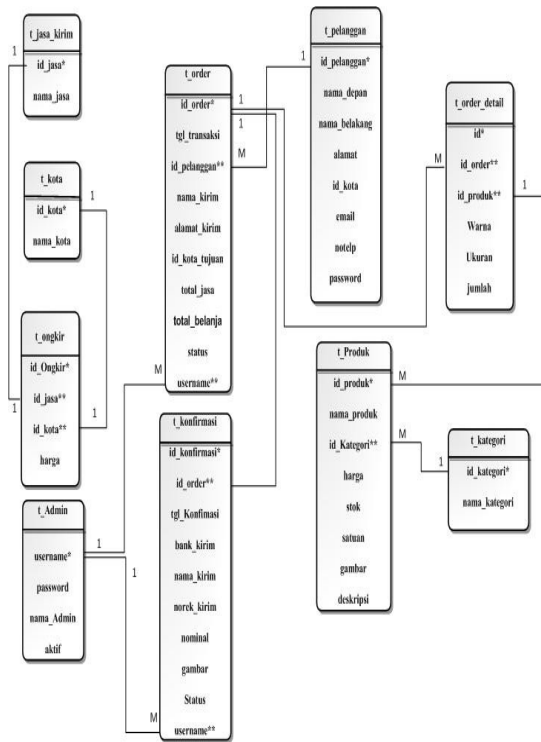 t_jasa_kirim
id_jasa*
nama_jasa
1
t_kota
id_kota*
nama_kota
1
t_ongkir
id_Ongkir*
id_jasa**
id_kota**
harga
1
1
t_Admin
username*
password
nama_Admin
aktif
1
1
t_order
id_order*
tgl_transaksi
id_pelanggan**
nama_kirim
alamat_kirim
id_kota_tujuan
total_jasa
total_belanja
status
username**
1
1
M
M
t_konfirmasi
id_konfirmasi*
id_order**
tgl_Konfimasi
bank_kirim
nama_kirim
norek_kirim
nominal
gambar
Status
username**
M
t_pelanggan
id_pelanggan*
nama_depan
nama_belakang
alamat
id_kota
email
notelp
password
1
t_order_detail
id*
id_order**
id_produk**
Warna
Ukuran
jumlah
M
1
t_Produk
id_produk*
nama_produk
id_Kategori**
harga
stok
satuan
gambar
deskripsi
M
M
t_kategori
id_kategori*
nama_kategori
1